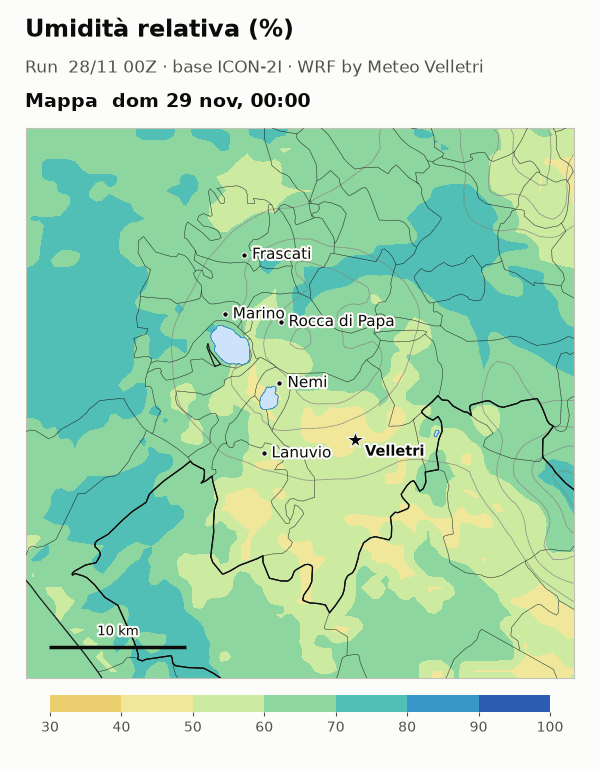 Umidità relativa (%)
Run  28/11 00Z · base ICON-2I · WRF by Meteo Velletri
Mappa  dom 29 nov, 00:00
Frascati
Marino
Rocca di Papa
Nemi
Velletri
Lanuvio
10 km
30 40 50 60 70 80 90 100